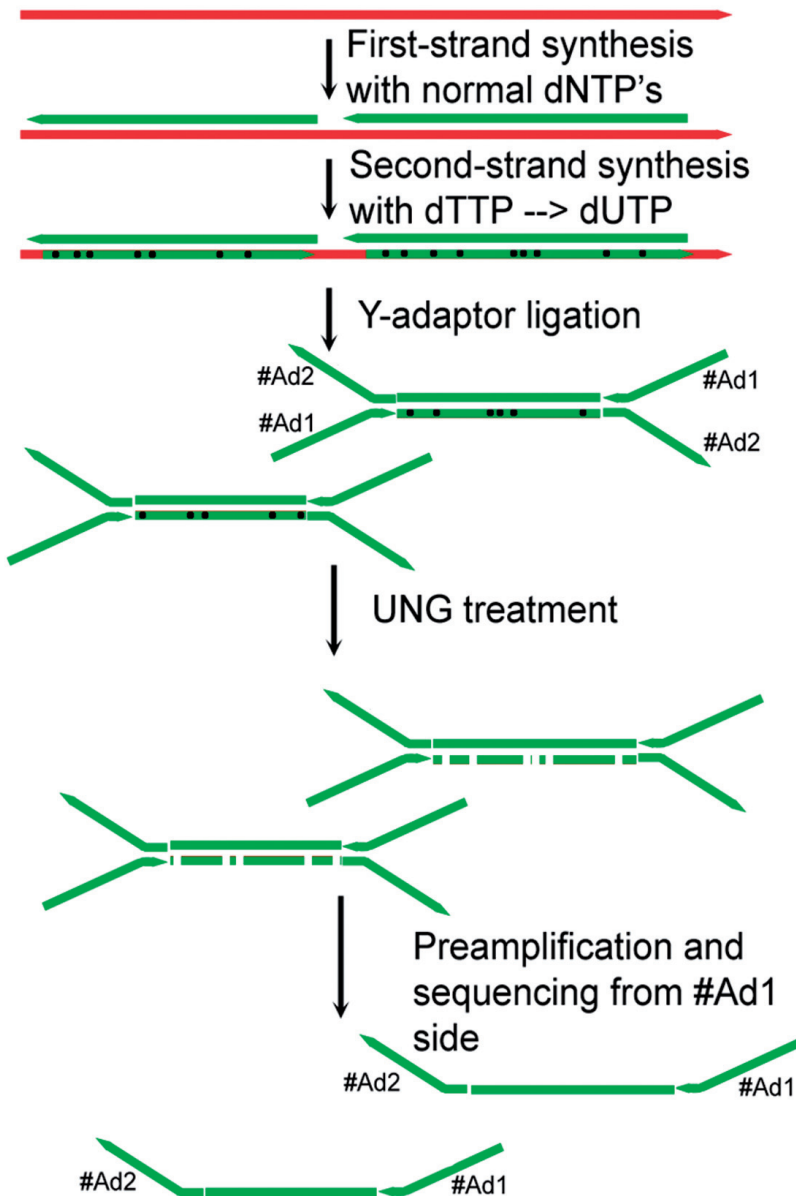 First-strand synthesis
with normal dNTP's
Second-strand synthesis
with dTTP --> dUTP
Y-adaptor ligation
#Ad2
#Ad1
#Ad1
#Ad2
UNG treatment
Preamplification and
sequencing from #Ad1
side
#Ad2
#Ad1
#Ad2
#Ad1